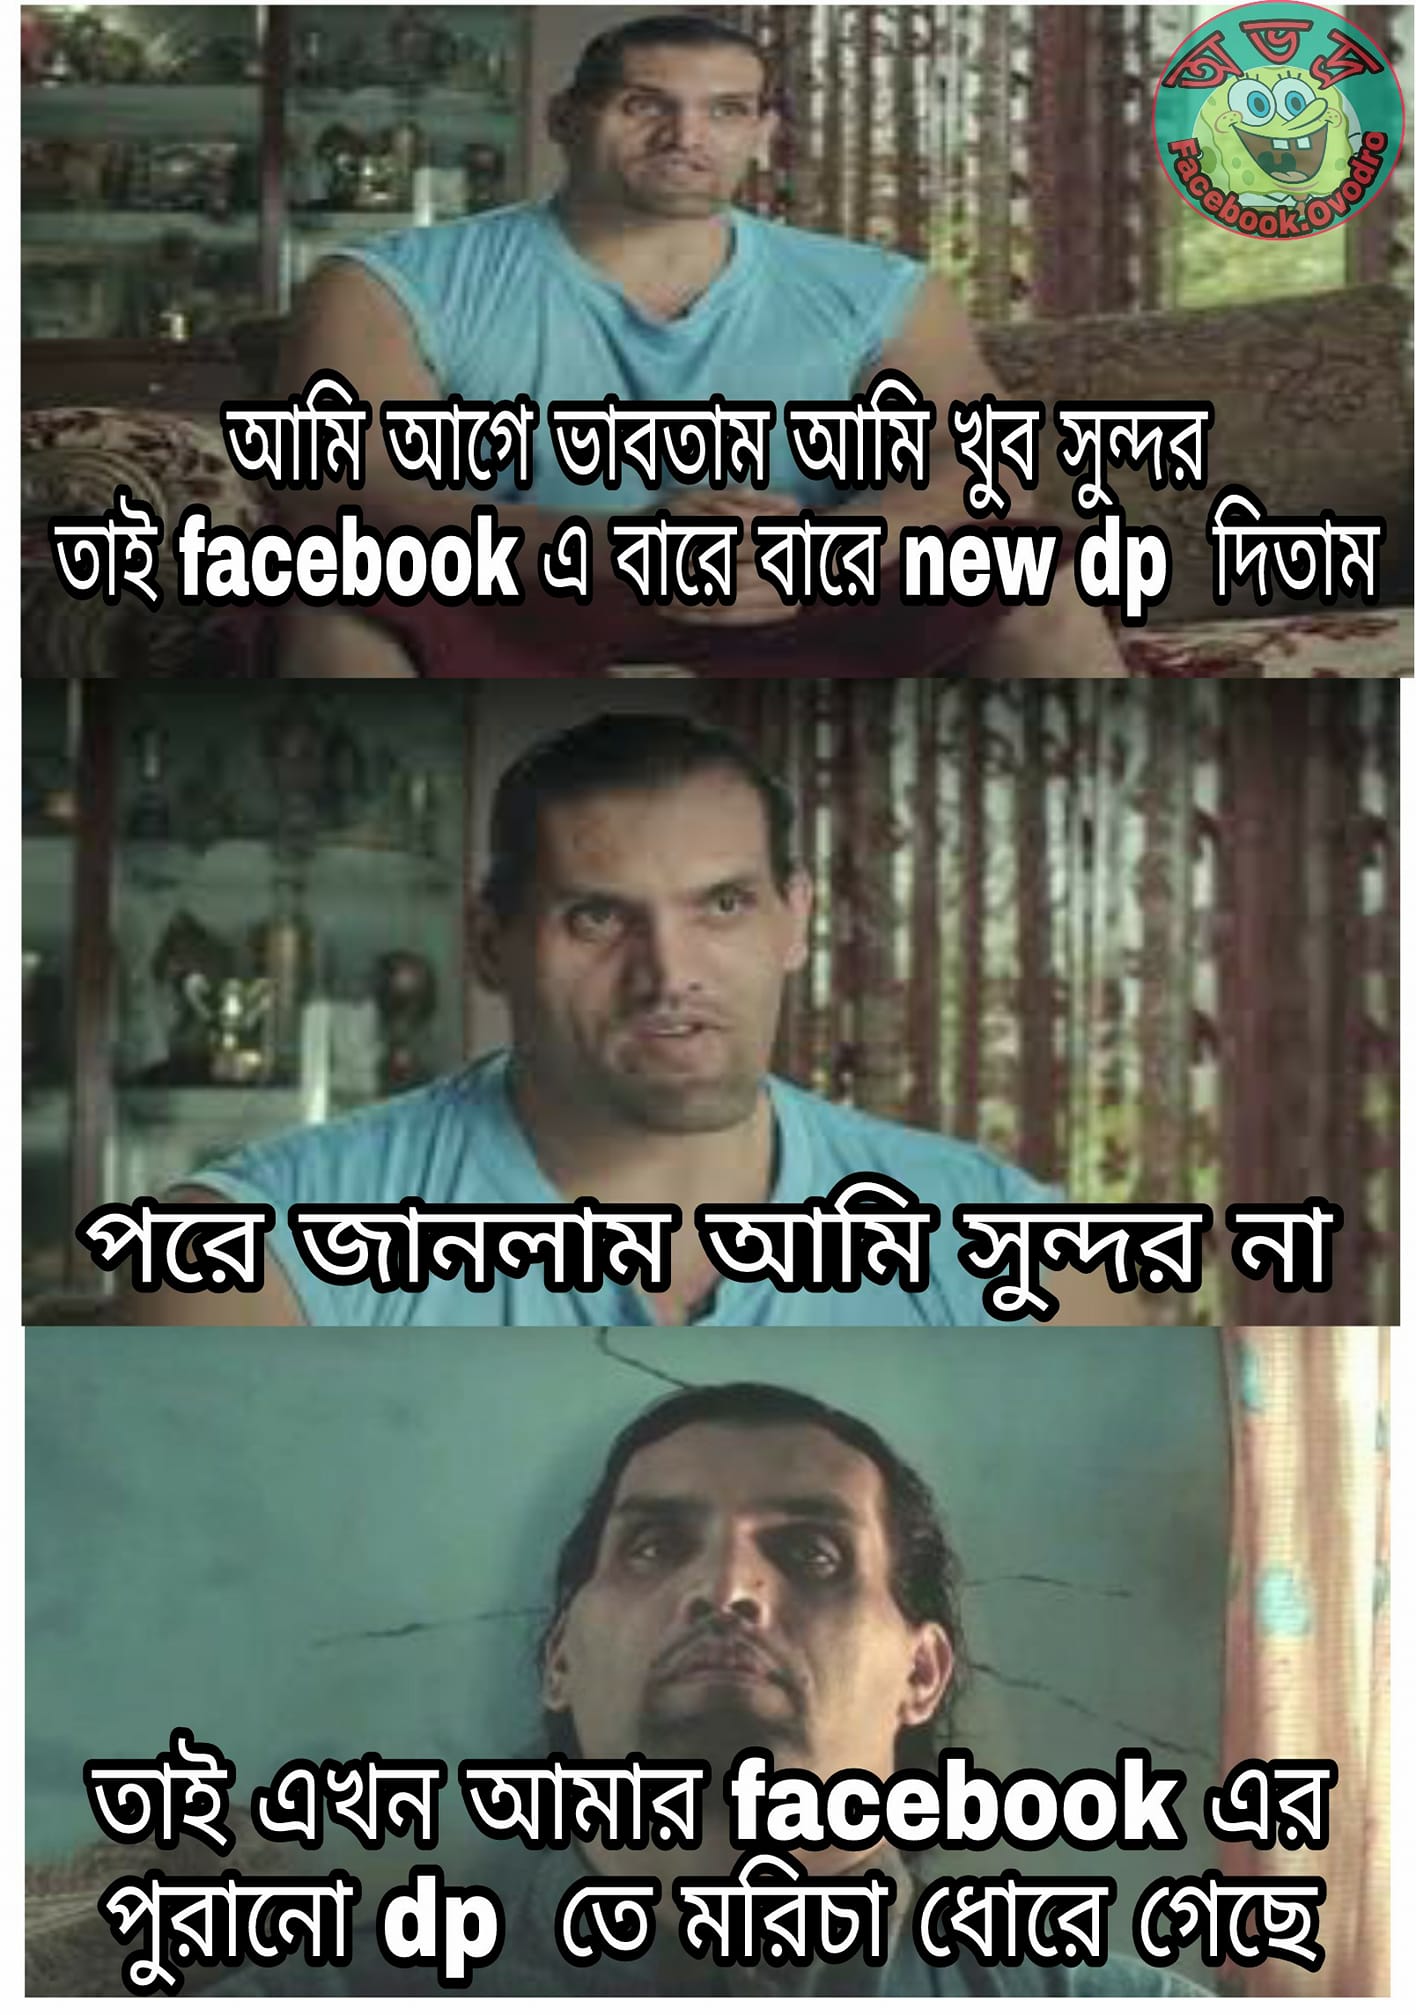 অভদ্র
Facebook.Ovodro
আমি আগে ভাবতাম আমি খুব সুন্দর
তাই facebook এ বারে বারে new dp দিতাম
পরে জানলাম আমি সুন্দর না
তাই এখন আমার facebook এর
পুরানো dp তে মরিচা ধোরে গেছে